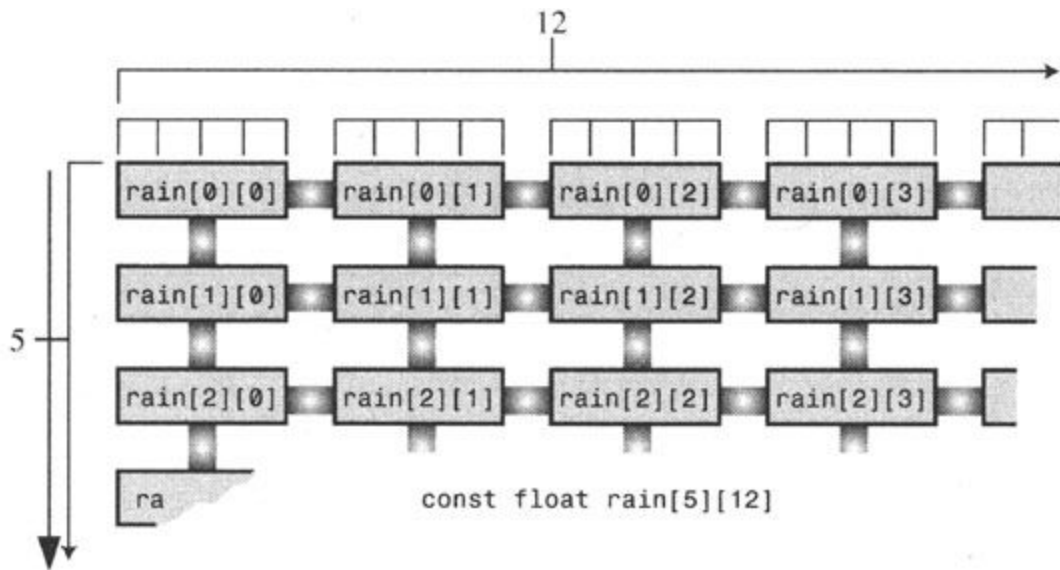 12
rain[0][0] rain[0][1] rain[0][2] rain[0][3]
rain[1][0] rain[1][1] rain[1][2] rain[1][3]
5
rain[2][0] rain[2][1] rain[2][2] rain[2][3]
ra
const float rain[5][12]